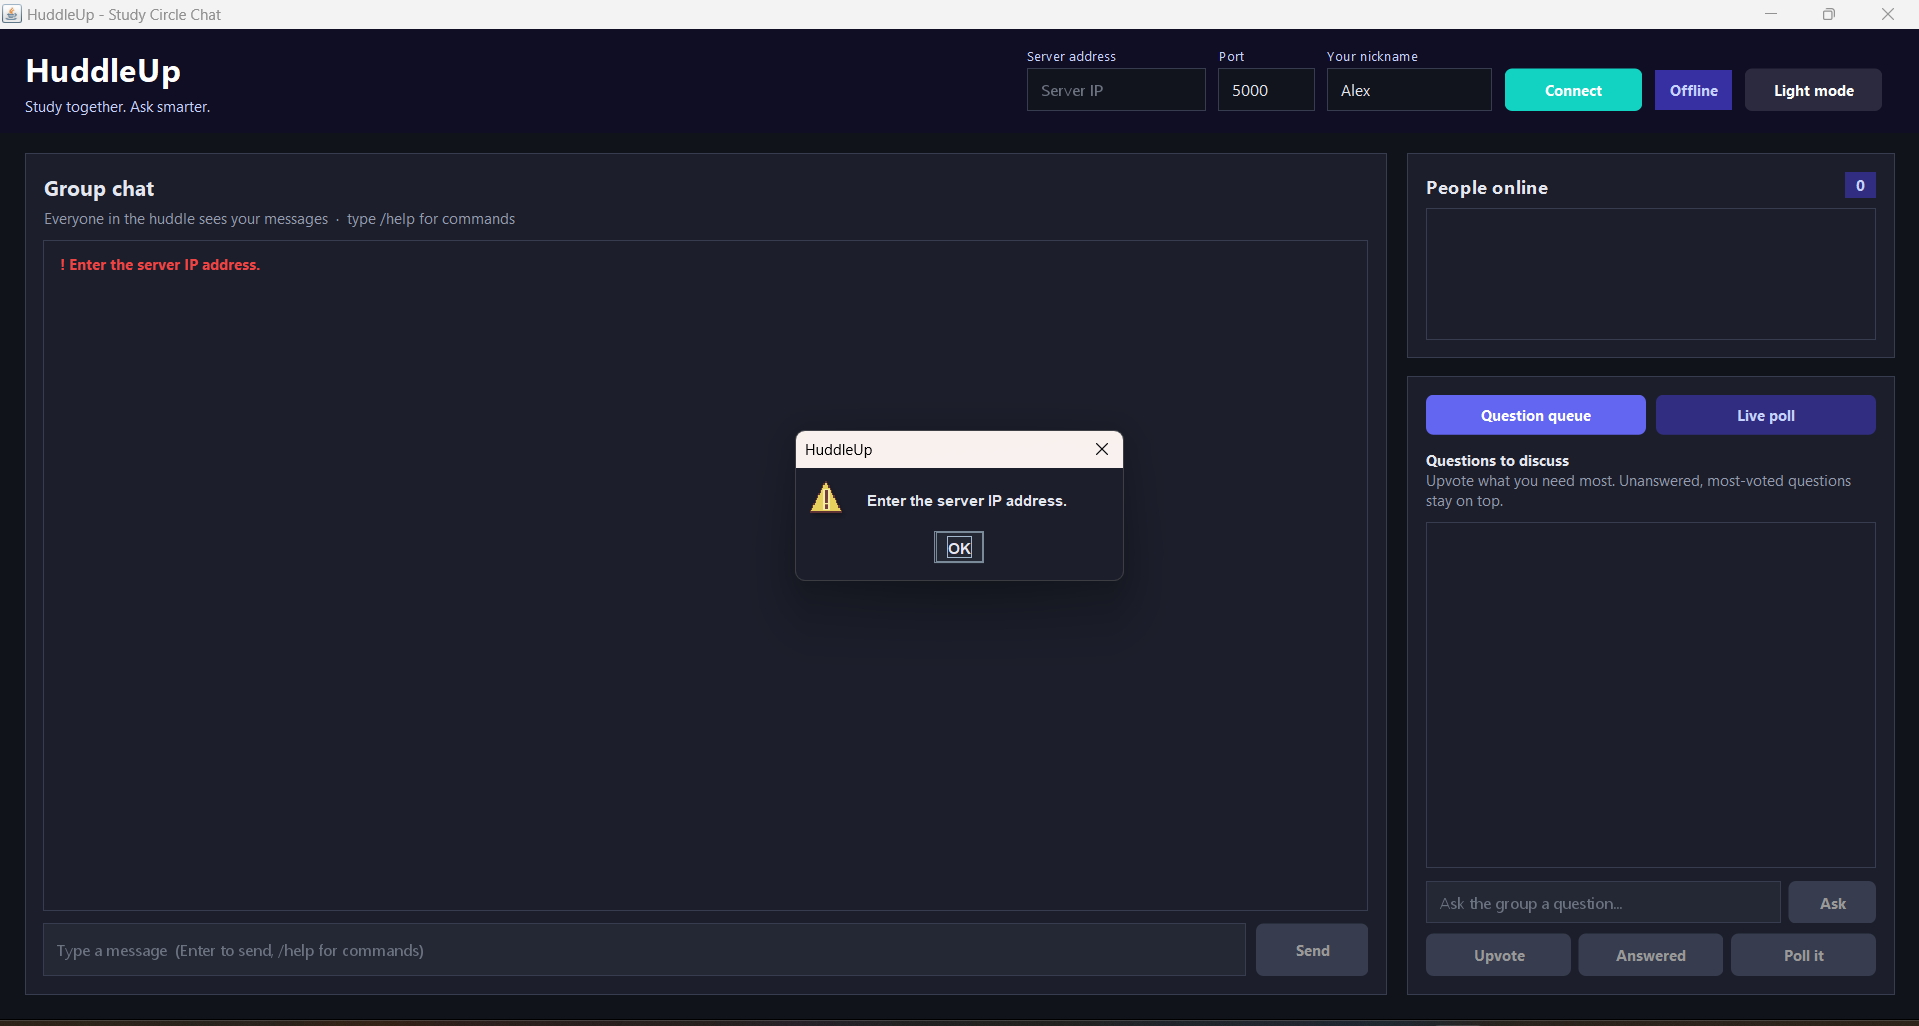 HuddleUp - Study Circle Chat
HuddleUp
Study together. Ask smarter.
Server address
Port
Your nickname
Server IP
5000
Alex
Connect
Offline
Light mode
Group chat
Everyone in the huddle sees your messages · type /help for commands
! Enter the server IP address.
HuddleUp
Enter the server IP address.
OK
Type a message (Enter to send, /help for commands)
Send
People online
0
Question queue
Live poll
Questions to discuss
Upvote what you need most. Unanswered, most-voted questions
stay on top.
Ask the group a question...
Ask
Upvote
Answered
Poll it